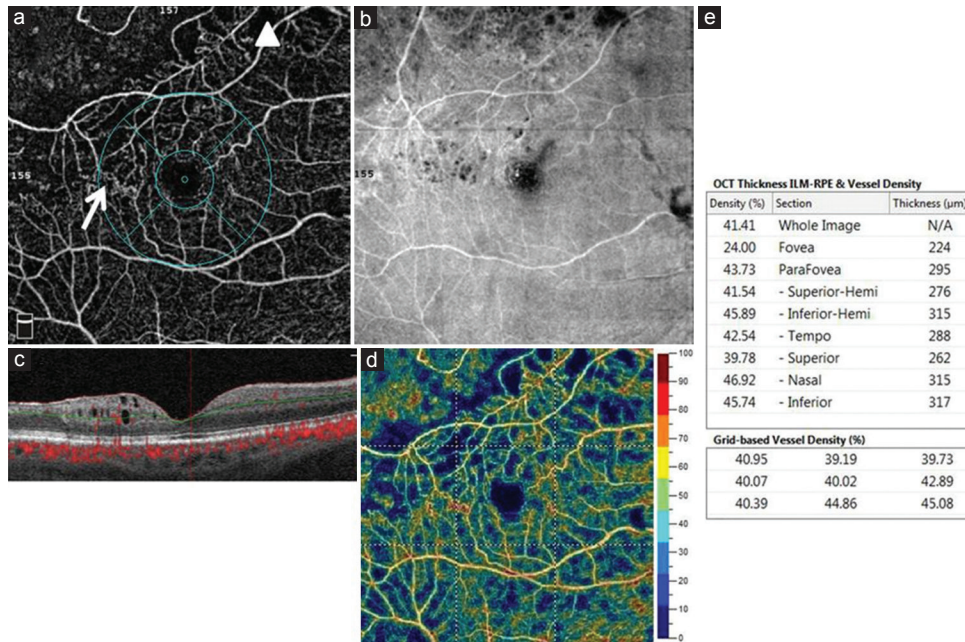 a
157
155
b
155
c
d
100
90
80
70
60
50
40
30
20
10
0
e
OCT Thickness ILM-RPE & Vessel Density
Density (%) Section Thickness (µm)
41.41 Whole Image N/A
24.00 Fovea 224
43.73 ParaFovea 295
41.54 - Superior-Hemi 276
45.89 - Inferior-Hemi 315
42.54 - Tempo 288
39.78 - Superior 262
46.92 - Nasal 315
45.74 - Inferior 317
Grid-based Vessel Density (%)
40.95 39.19 39.73
40.07 40.02 42.89
40.39 44.86 45.08